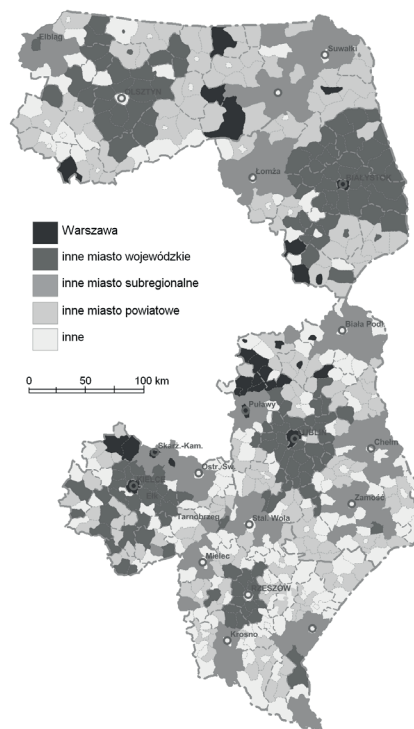 Elbląg
Suwałki
OLSZTYN
Łomża
BIAŁYSTOK
Warszawa
inne miasto wojewódzkie
inne miasto subregionalne
inne miasto powiatowe
inne
0 50 100 km
Biała Podl.
Puławy
Chełm
Skarż.-Kam.
Ostr. Św.
KIELCE
Zamość
Tarnobrzeg
Stal. Wola
Mielec
RZESZÓW
Krosno